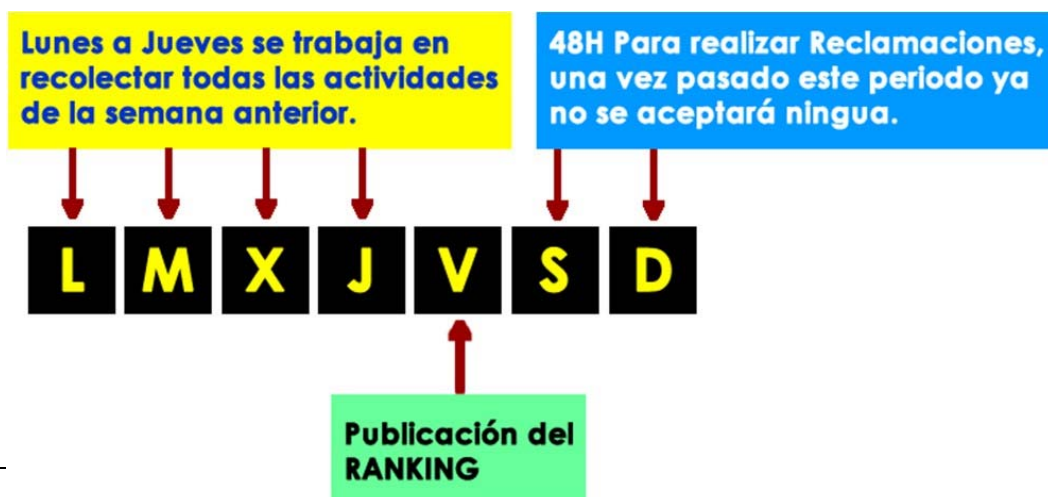 Lunes a Jueves se trabaja en
recolectar todas las actividades
de la semana anterior.
48H Para realizar Reclamaciones,
una vez pasado este periodo ya
no se aceptará ningua.
L M X J V S D
Publicación del
RANKING